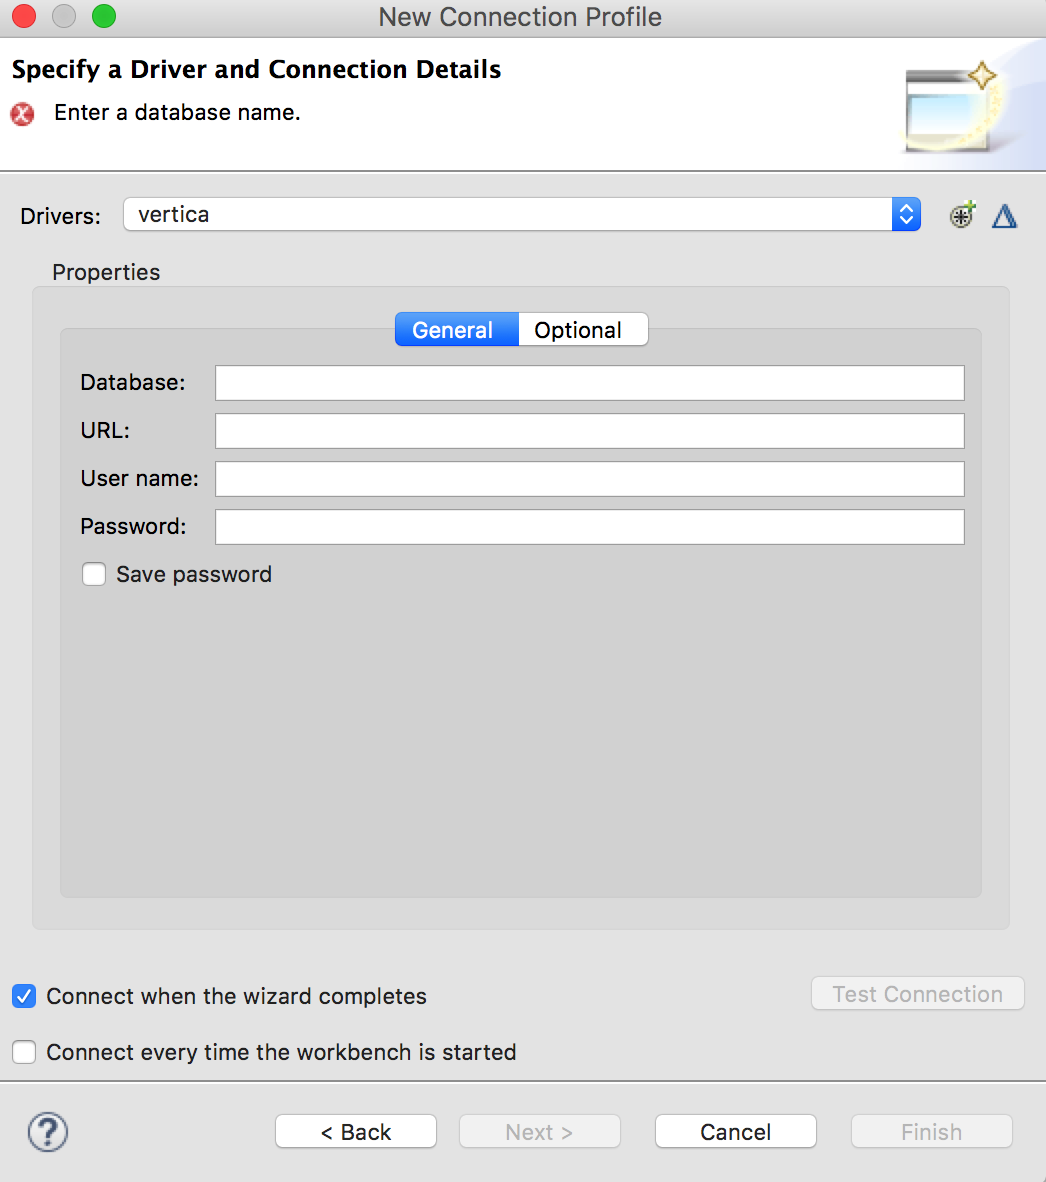 New Connection Profile
Specify a Driver and Connection Details
Enter a database name.
Drivers: vertica
Properties
General Optional
Database:
URL:
User name:
Password:
Save password
Connect when the wizard completes
Test Connection
Connect every time the workbench is started
? < Back Next > Cancel Finish